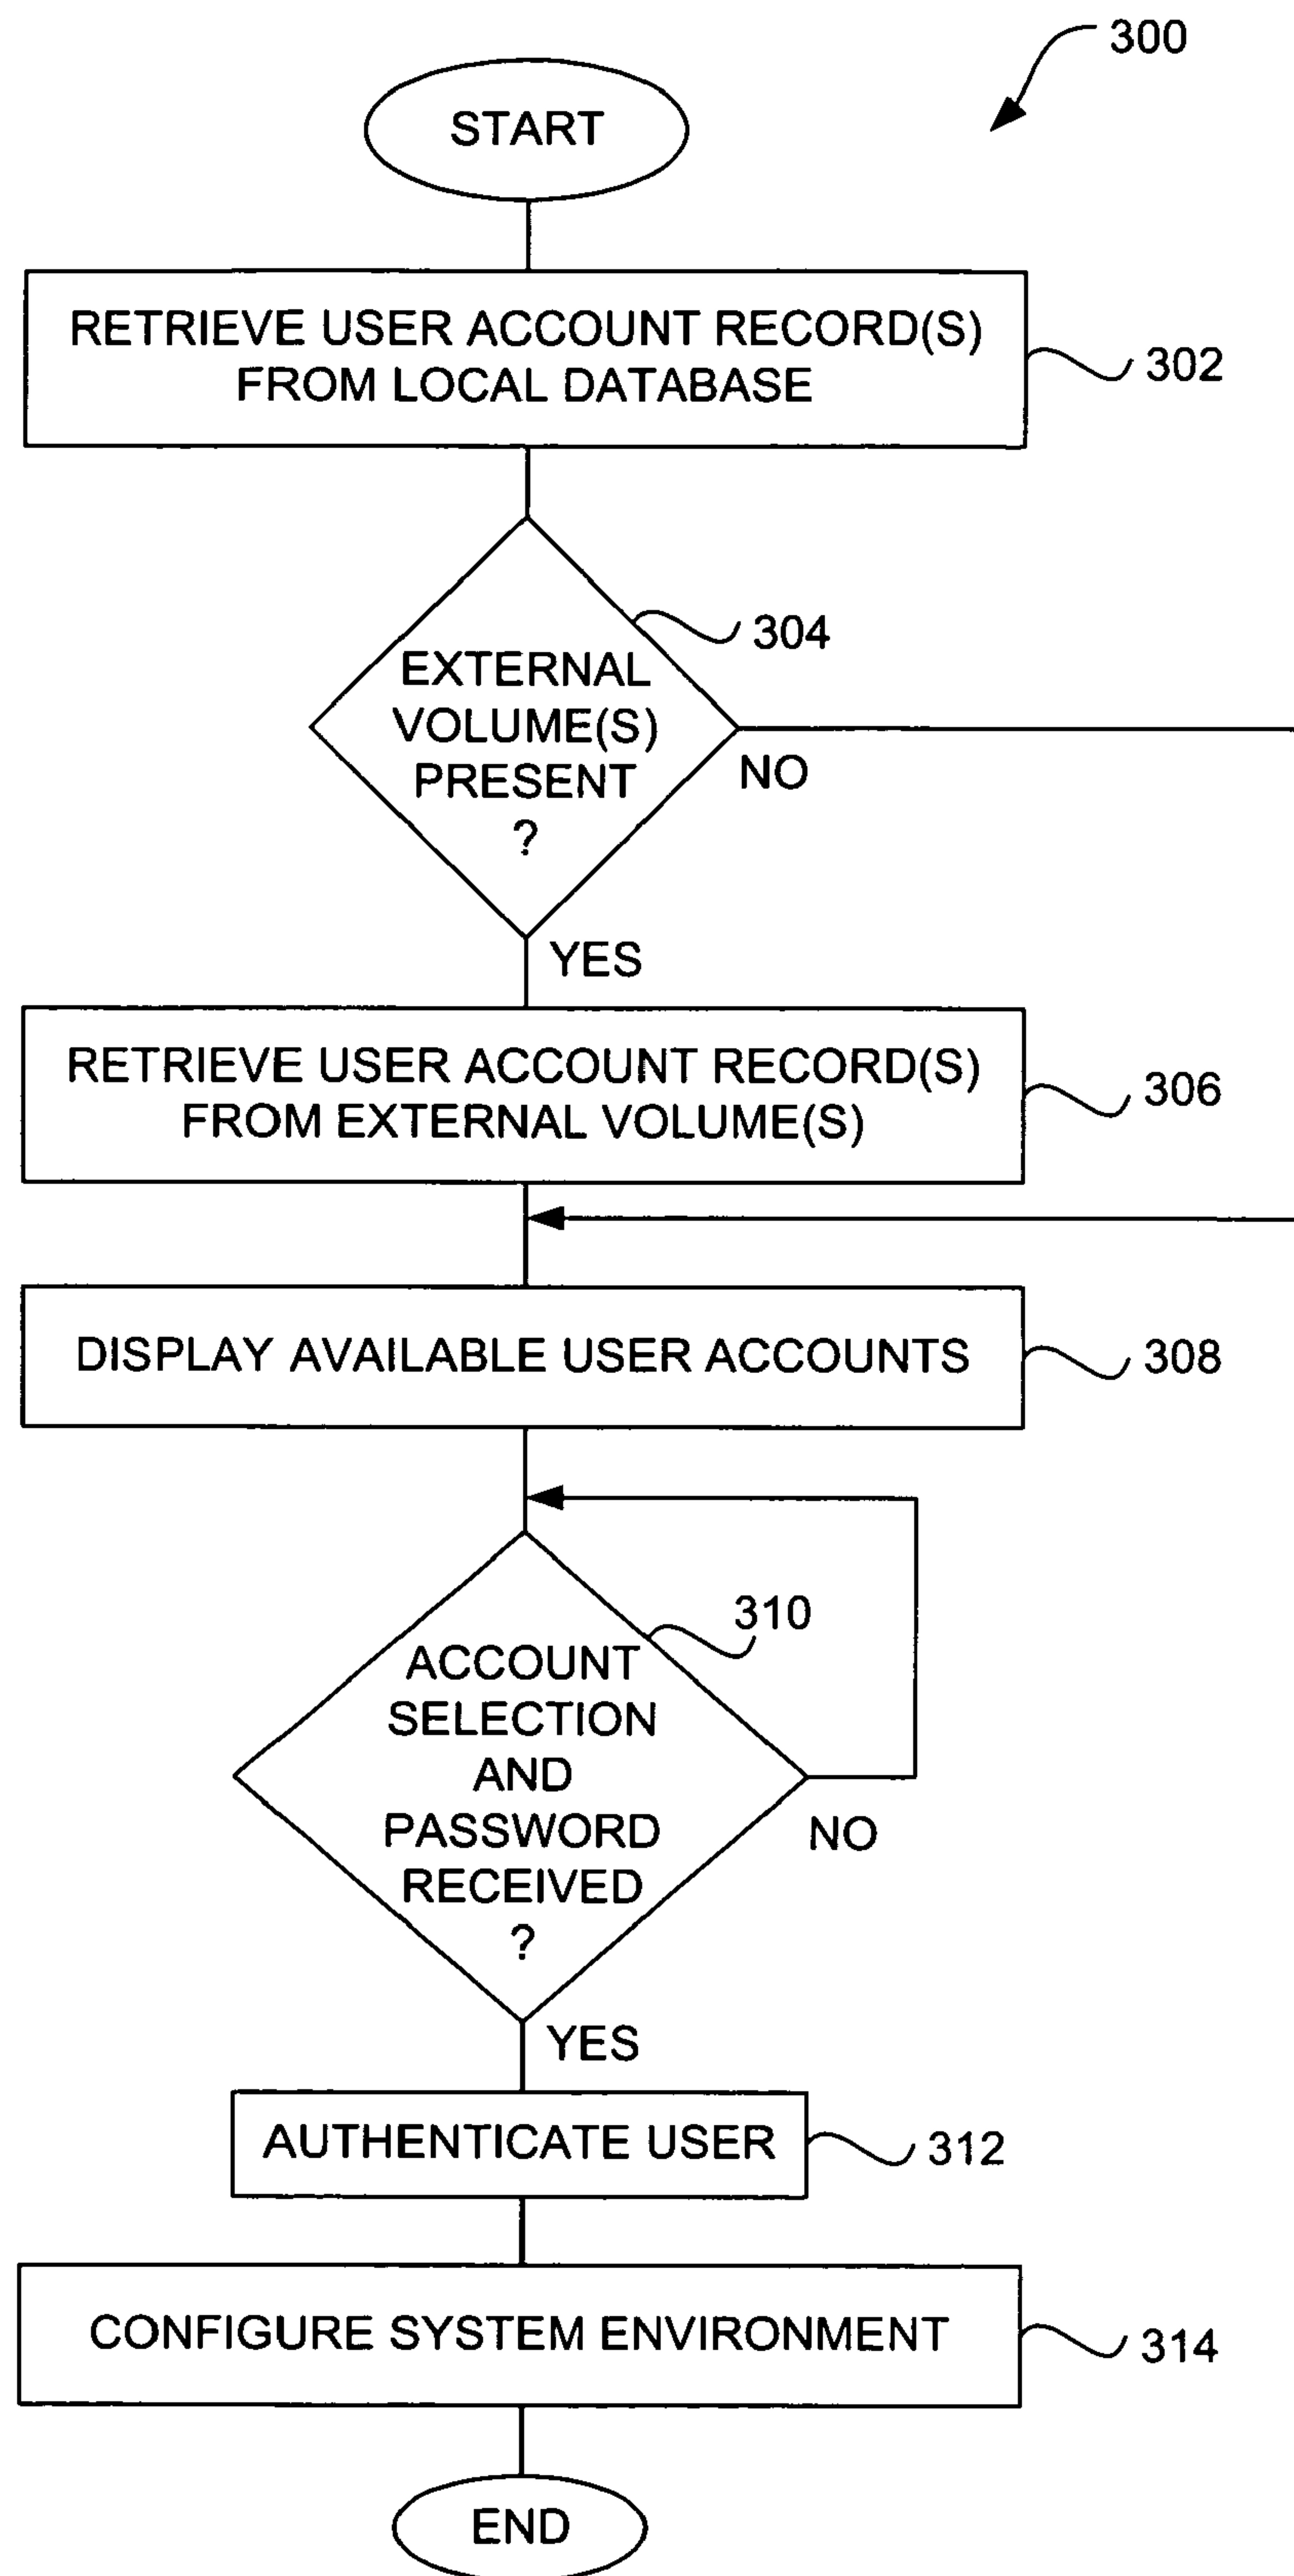 300
START
RETRIEVE USER ACCOUNT RECORD(S)
FROM LOCAL DATABASE
302
304
EXTERNAL
VOLUME(S)
PRESENT
?
NO
YES
RETRIEVE USER ACCOUNT RECORD(S)
FROM EXTERNAL VOLUME(S)
306
DISPLAY AVAILABLE USER ACCOUNTS
308
310
ACCOUNT
SELECTION
AND
PASSWORD
RECEIVED
?
NO
YES
AUTHENTICATE USER
312
CONFIGURE SYSTEM ENVIRONMENT
314
END